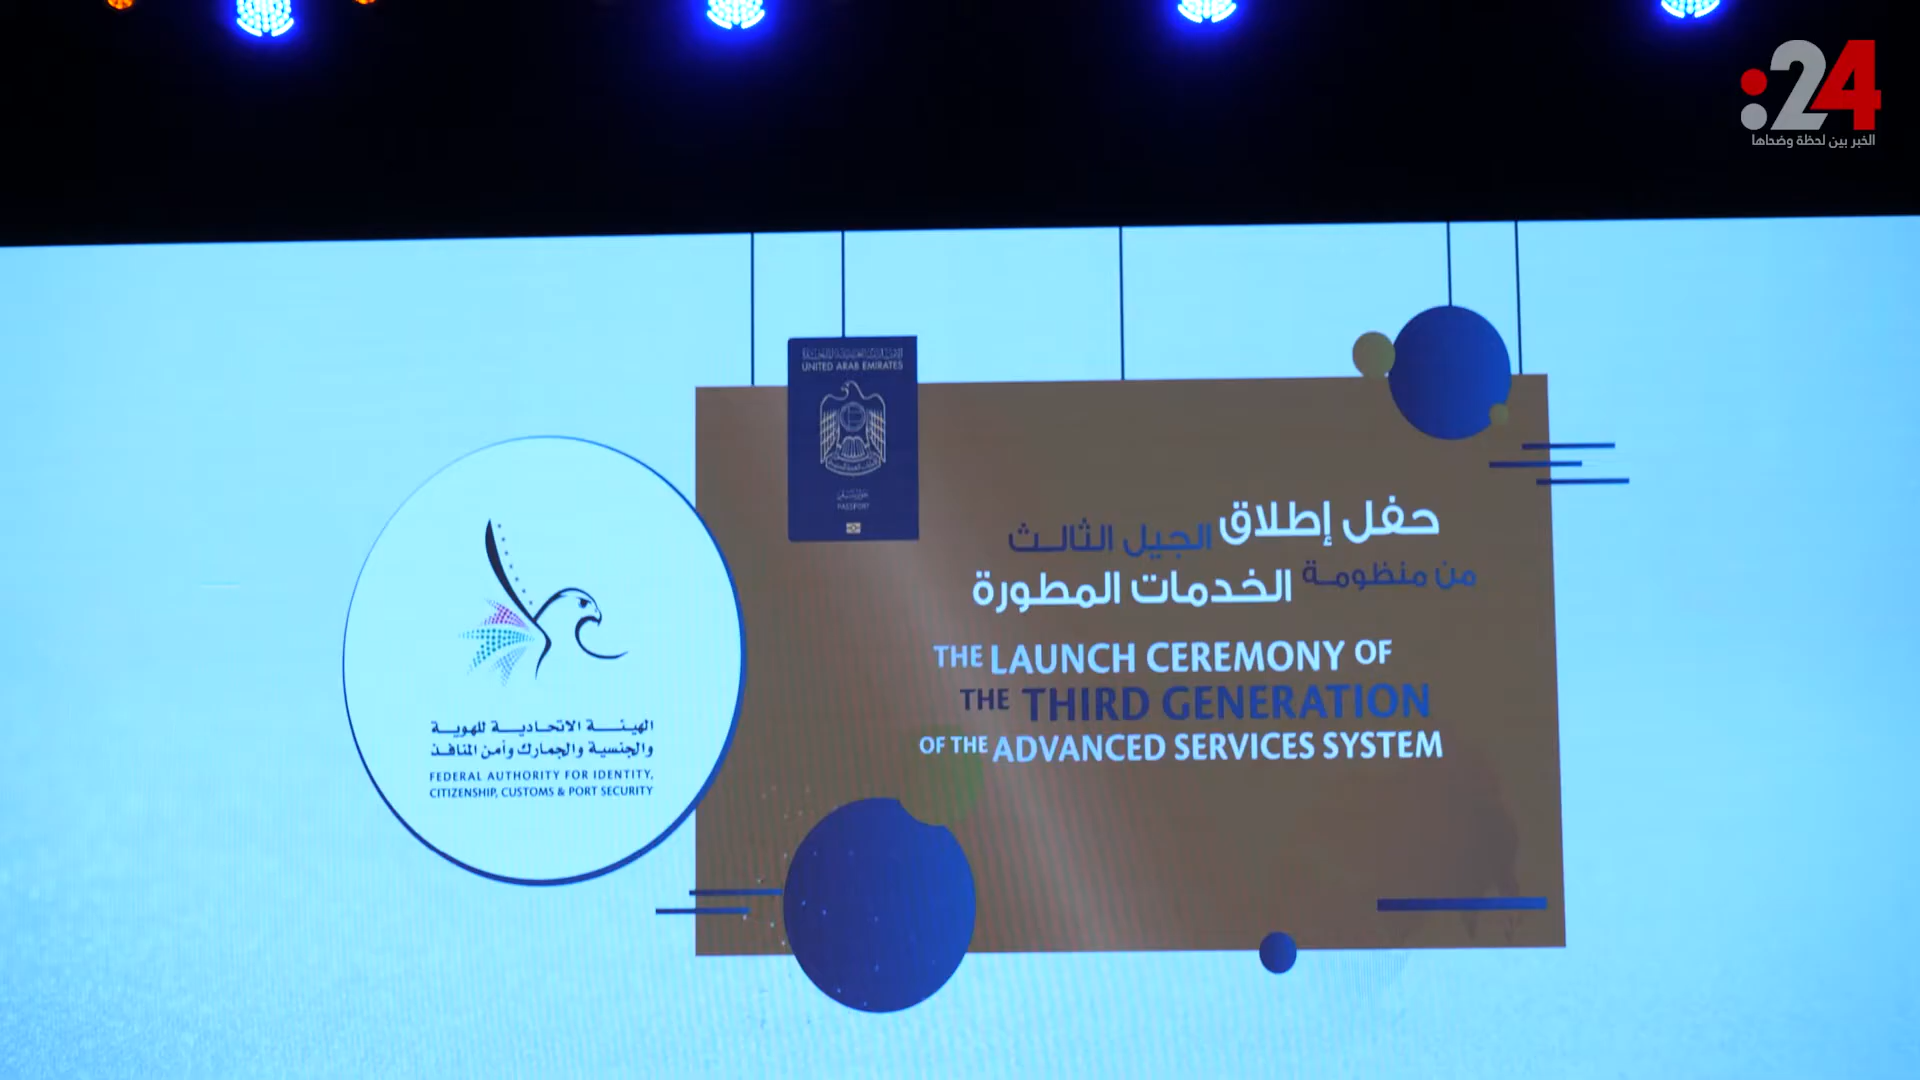 :24
الخبر بين لحظة وضحاها
UNITED ARAB EMIRATES
PASSPORT
حفل إطلاق الجيل الثالث
من منظومة الخدمات المطورة
THE LAUNCH CEREMONY OF
THE THIRD GENERATION
OF THE ADVANCED SERVICES SYSTEM
الهيئة الاتحادية للهوية
والجنسية والجمارك وأمن المنافذ
FEDERAL AUTHORITY FOR IDENTITY,
CITIZENSHIP, CUSTOMS & PORT SECURITY